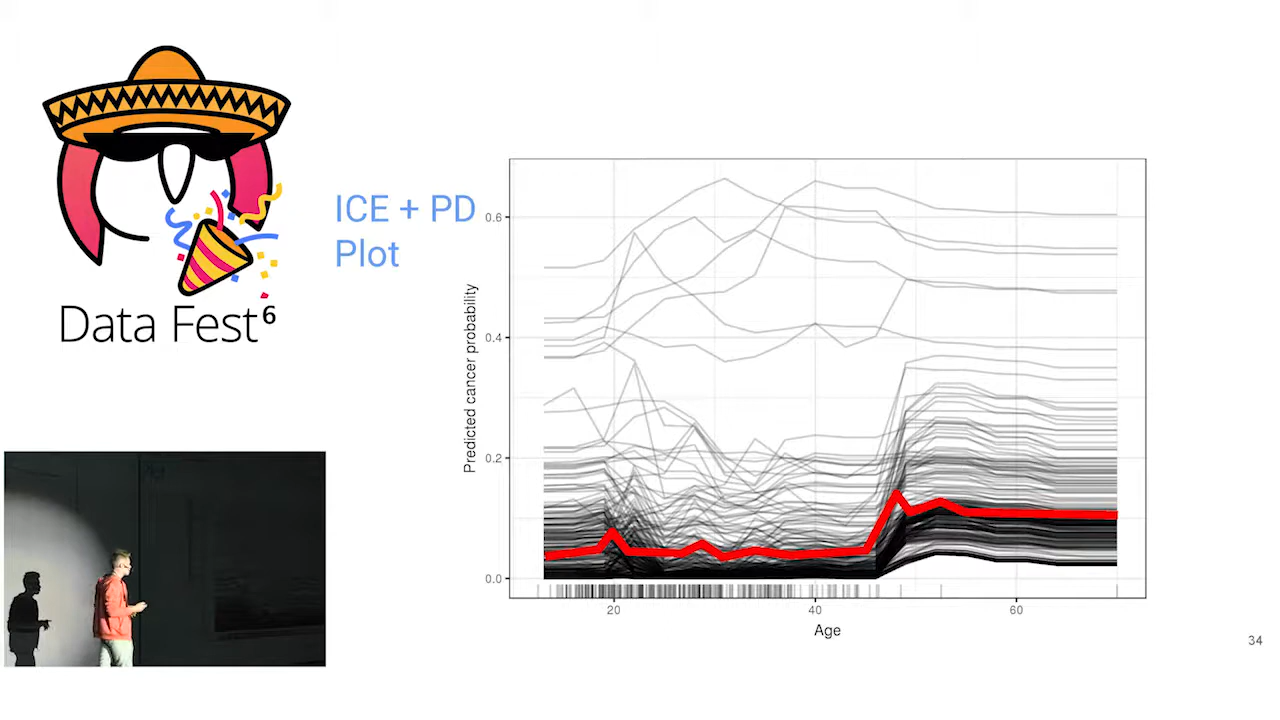 Data Fest⁶
ICE + PD
Plot
Predicted cancer probability
0.6
0.4
0.2
0.0
20
40
60
Age
34